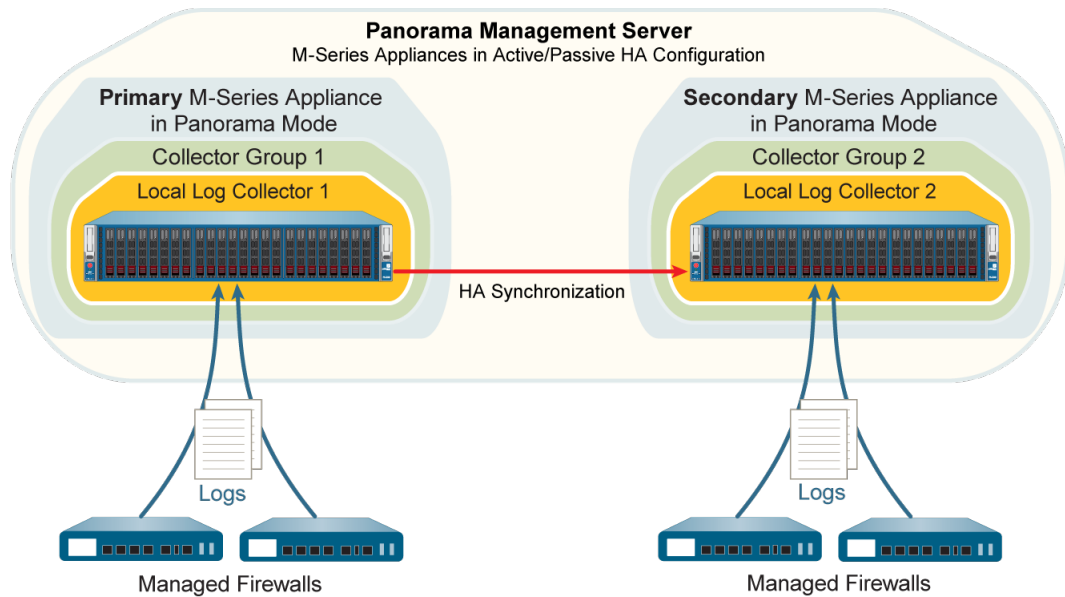 Panorama Management Server
M-Series Appliances in Active/Passive HA Configuration
Primary M-Series Appliance
in Panorama Mode
Collector Group 1
Local Log Collector 1
Secondary M-Series Appliance
in Panorama Mode
Collector Group 2
Local Log Collector 2
HA Synchronization
Logs
Managed Firewalls
Logs
Managed Firewalls